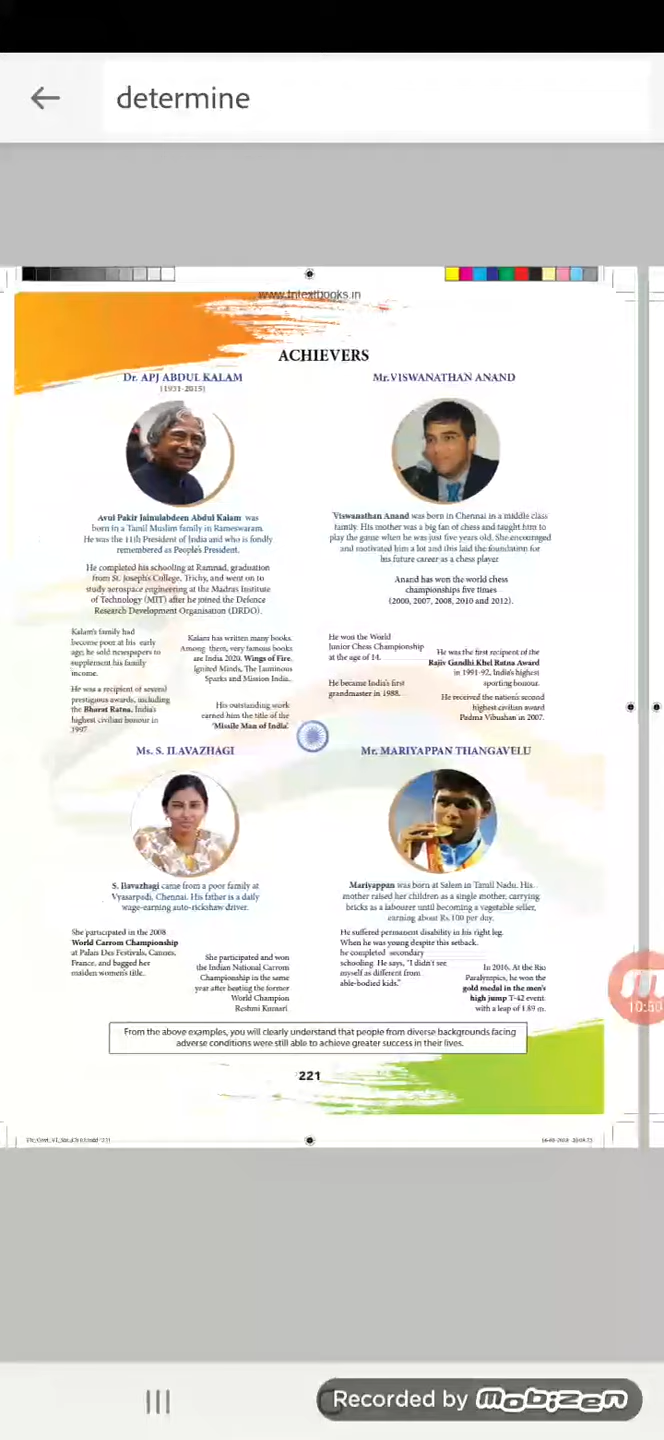 determine
www.tntextbooks.in
ACHIEVERS
Dr. APJ ABDUL KALAM
(1931-2015)
Avul Pakir Jainulabdeen Abdul Kalam was
born in a Tamil Muslim family in Rameswaram.
He was the 11th President of India and who is fondly
remembered as People's President.
He completed his schooling at Ramnad, graduation
from St. Joseph's College, Trichy, and went on to
study aerospace engineering at the Madras Institute
of Technology (MIT) after he joined the Defence
Research Development Organisation (DRDO).
Kalam's family had
become poor at his early
age, he sold newspapers to
supplement his family
income.
He was a recipient of several
prestigious awards, including
the Bharat Ratna, India's
highest civilian honour in
1997.
Kalam has written many books.
Among them, very famous books
are India 2020, Wings of Fire,
Ignited Minds, The Luminous
Sparks and Mission India.
His outstanding work
earned him the title of the
'Missile Man of India'.
Mr.VISWANATHAN ANAND
Viswanathan Anand was born in Chennai in a middle class
family. His mother was a big fan of chess and taught him to
play the game when he was just five years old. She encouraged
and motivated him a lot and this laid the foundation for
his future career as a chess player.
Anand has won the world chess
championships five times
(2000, 2007, 2008, 2010 and 2012).
He won the World
Junior Chess Championship
at the age of 14.
He became India's first
grandmaster in 1988.
He was the first recipient of the
Rajiv Gandhi Khel Ratna Award
in 1991-92, India's highest
sporting honour.
He received the nation's second
highest civilian award
Padma Vibushan in 2007.
Ms. S. ILAVAZHAGI
S. Ilavazhagi came from a poor family at
Vyasarpadi, Chennai. His father is a daily
wage-earning auto-rickshaw driver.
She participated in the 2008
World Carrom Championship
at Palais Des Festivals, Cannes,
France, and bagged her
maiden women's title.
She participated and won
the Indian National Carrom
Championship in the same
year after beating the former
World Champion
Reshmi Kumari.
Mr. MARIYAPPAN THANGAVELU
Mariyappan was born at Salem in Tamil Nadu. His
mother raised her children as a single mother, carrying
bricks as a labourer until becoming a vegetable seller,
earning about Rs.100 per day.
He suffered permanent disability in his right leg.
When he was young despite this setback,
he completed secondary
schooling. He says, "I didn't see
myself as different from
able-bodied kids."
In 2016, At the Rio
Paralympics, he won the
gold medal in the men's
high jump T-42 event
with a leap of 1.89 m.
From the above examples, you will clearly understand that people from diverse backgrounds facing
adverse conditions were still able to achieve greater success in their lives.
221
10:50
Recorded by mobizen